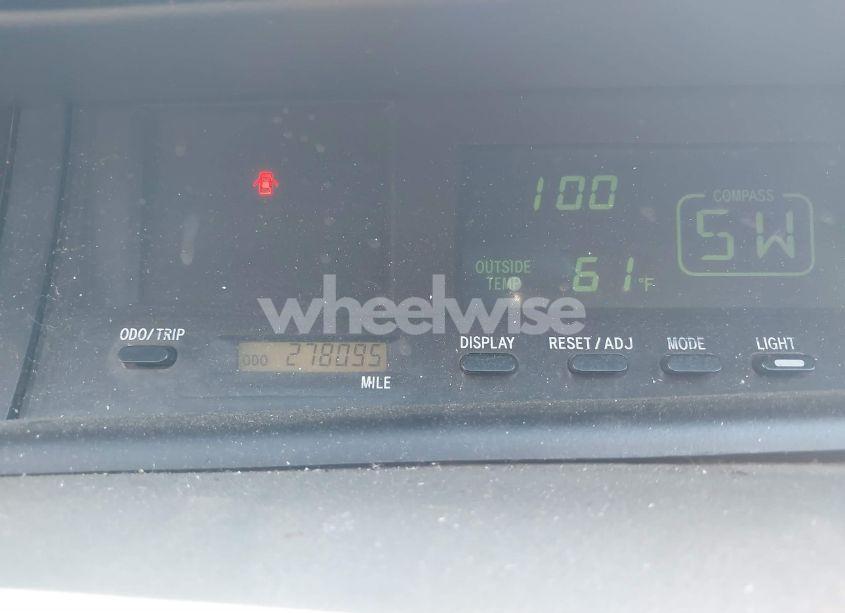 100
COMPASS
SW
OUTSIDE
TEMP
61°F
wheelwise
ODO/TRIP
ODO 278095
MILE
DISPLAY
RESET / ADJ
MODE
LIGHT